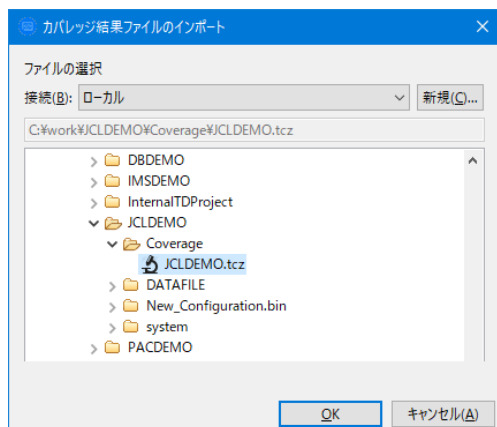 カバレッジ結果ファイルのインポート
ファイルの選択
接続(B): ローカル 新規(C)...
C:¥work¥JCLDEMO¥Coverage¥JCLDEMO.tcz
DBDEMO
IMSDEMO
InternalTDProject
JCLDEMO
Coverage
JCLDEMO.tcz
DATAFILE
New_Configuration.bin
system
PACDEMO
OK キャンセル(A)